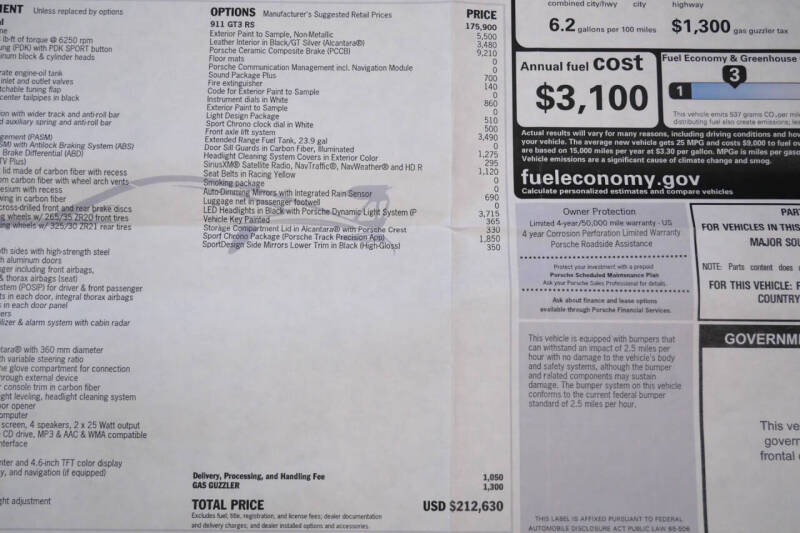 MENT Unless replaced by options
ne
lb-ft of torque @ 6250 rpm
ng (PDK) with PDK SPORT button
minum block & cylinder heads
rate engine-oil tank
inlet and outlet valves
tchable tuning flap
center tailpipes in black
on with wider track and anti-roll bar
d auxiliary spring and anti-roll bar
gement (PASM)
SM) with Antilock Braking System (ABS)
Brake Differential (ABD)
TV Plus)
lid made of carbon fiber with recess
om carbon fiber with wheel arch vents
esium with recess
wing in carbon fiber
cross-drilled front and rear brake discs
ng wheels w/ 265/35 ZR20 front tires
ng wheels w/ 325/30 ZR21 rear tires
oth sides with high-strength steel
h aluminum doors
nger including front airbags,
& thorax airbags (seat)
stem (POSIP) for driver & front passenger
ts in each door, integral thorax airbags
s in each door panel
ers
ilizer & alarm system with cabin radar
ntara® with 360 mm diameter
th variable steering ratio
he glove compartment for connection
hrough external device
r console trim in carbon fiber
ght leveling, headlight cleaning system
oor opener
omputer
screen, 4 speakers, 2 x 25 Watt output
e CD drive, MP3 & AAC & WMA compatible
nterface
nter and 4.6-inch TFT color display
y, and navigation (if equipped)
ght adjustment
OPTIONS Manufacturer's Suggested Retail Prices PRICE
911 GT3 RS 175,900
Exterior Paint to Sample, Non-Metallic 5,500
Leather Interior in Black/GT Silver (Alcantara®) 3,480
Porsche Ceramic Composite Brake (PCCB) 9,210
Floor mats 0
Porsche Communication Management incl. Navigation Module 0
Sound Package Plus 700
Fire extinguisher 140
Code for Exterior Paint to Sample 0
Instrument dials in White 860
Exterior Paint to Sample 0
Light Design Package 510
Sport Chrono clock dial in White 500
Front axle lift system 3,490
Extended Range Fuel Tank, 23.9 gal 0
Door Sill Guards in Carbon Fiber, Illuminated 1,275
Headlight Cleaning System Covers in Exterior Color 295
SiriusXM® Satellite Radio, NavTraffic®, NavWeather® and HD R 1,120
Seat Belts in Racing Yellow 0
Smoking package 0
Auto-Dimming Mirrors with Integrated Rain Sensor 690
Luggage net in passenger footwell 0
LED Headlights in Black with Porsche Dynamic Light System (P 3,715
Vehicle Key Painted 365
Storage Compartment Lid in Alcantara® with Porsche Crest 330
Sport Chrono Package (Porsche Track Precision App) 1,850
SportDesign Side Mirrors Lower Trim in Black (High-Gloss) 350
Delivery, Processing, and Handling Fee 1,050
GAS GUZZLER 1,300
TOTAL PRICE USD $212,630
Excludes fuel, title, registration, and license fees; dealer documentation
and delivery charges; and dealer installed options and accessories.
combined city/hwy city highway
6.2 gallons per 100 miles $1,300 gas guzzler tax
Annual fuel cost
$3,100
Fuel Economy & Greenhouse
1
3
This vehicle emits 537 grams CO₂ per mile
distributing fuel also create emissions; lea
Actual results will vary for many reasons, including driving conditions and how
your vehicle. The average new vehicle gets 25 MPG and costs $9,000 to fuel ov
are based on 15,000 miles per year at $3.30 per gallon. MPGe is miles per gaso
Vehicle emissions are a significant cause of climate change and smog.
fueleconomy.gov
Calculate personalized estimates and compare vehicles
Owner Protection
Limited 4-year/50,000 mile warranty - US
4 year Corrosion Perforation Limited Warranty
Porsche Roadside Assistance
Protect your investment with a prepaid
Porsche Scheduled Maintenance Plan
Ask your Porsche Sales Professional for details.
Ask about finance and lease options
available through Porsche Financial Services.
This vehicle is equipped with bumpers that
can withstand an impact of 2.5 miles per
hour with no damage to the vehicle's body
and safety systems, although the bumper
and related components may sustain
damage. The bumper system on this vehicle
conforms to the current federal bumper
standard of 2.5 miles per hour.
THIS LABEL IS AFFIXED PURSUANT TO FEDERAL
AUTOMOBILE DISCLOSURE ACT PUBLIC LAW 85-506
PAR
FOR VEHICLES IN THIS
MAJOR SOU
NOTE: Parts content does
FOR THIS VEHICLE: F
COUNTRY
GOVERNM
This ve
govern
frontal